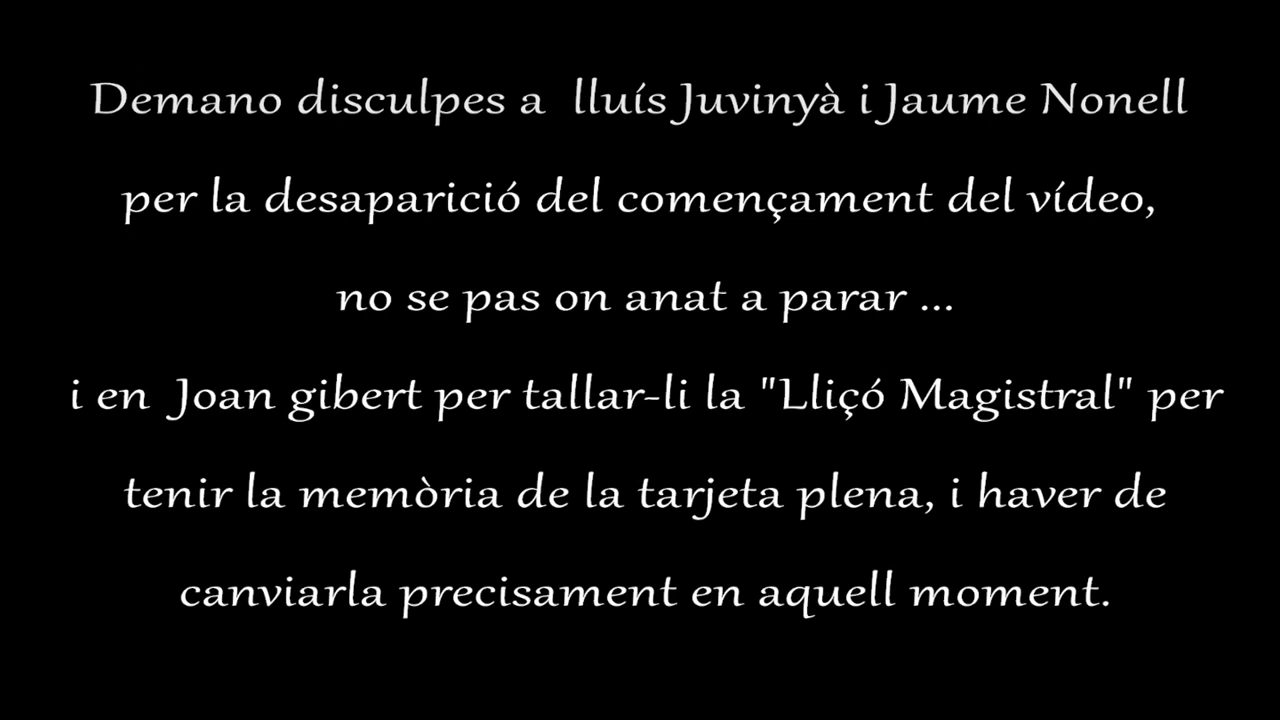 Demano disculpes a lluís Juvinyà i Jaume Nonell
per la desaparició del començament del vídeo,
no se pas on anat a parar ...
i en Joan gibert per tallar-li la "Lliçó Magistral" per
tenir la memòria de la tarjeta plena, i haver de
canviarla precisament en aquell moment.